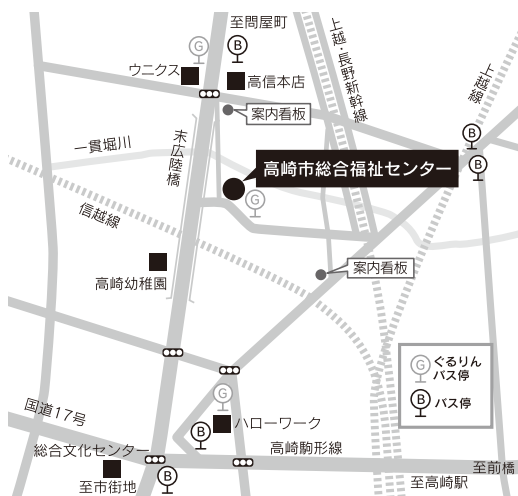 至問屋町
G
B
ウニクス
高信本店
案内看板
上越・長野新幹線
上越線
B
B
一貫堀川
末広陸橋
高崎市総合福祉センター
G
信越線
高崎幼稚園
案内看板
G
ぐるりん
バス停
B
バス停
国道17号
G
ハローワーク
B
高崎駒形線
総合文化センター
B
至市街地
至高崎駅
至前橋